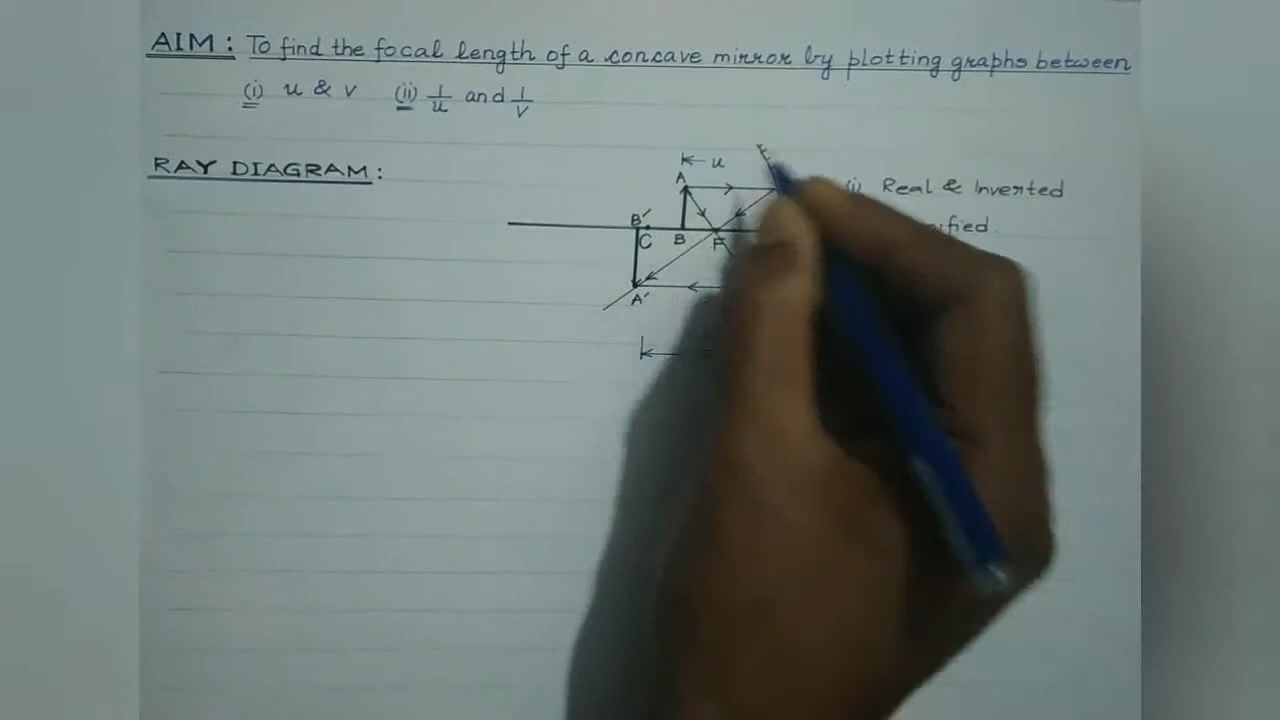 AIM: To find the focal length of a concave mirror by plotting graphs between
(i) u & v (ii) 1/u and 1/v
RAY DIAGRAM:
u
A
(i) Real & Inverted
B'
C B F
A'